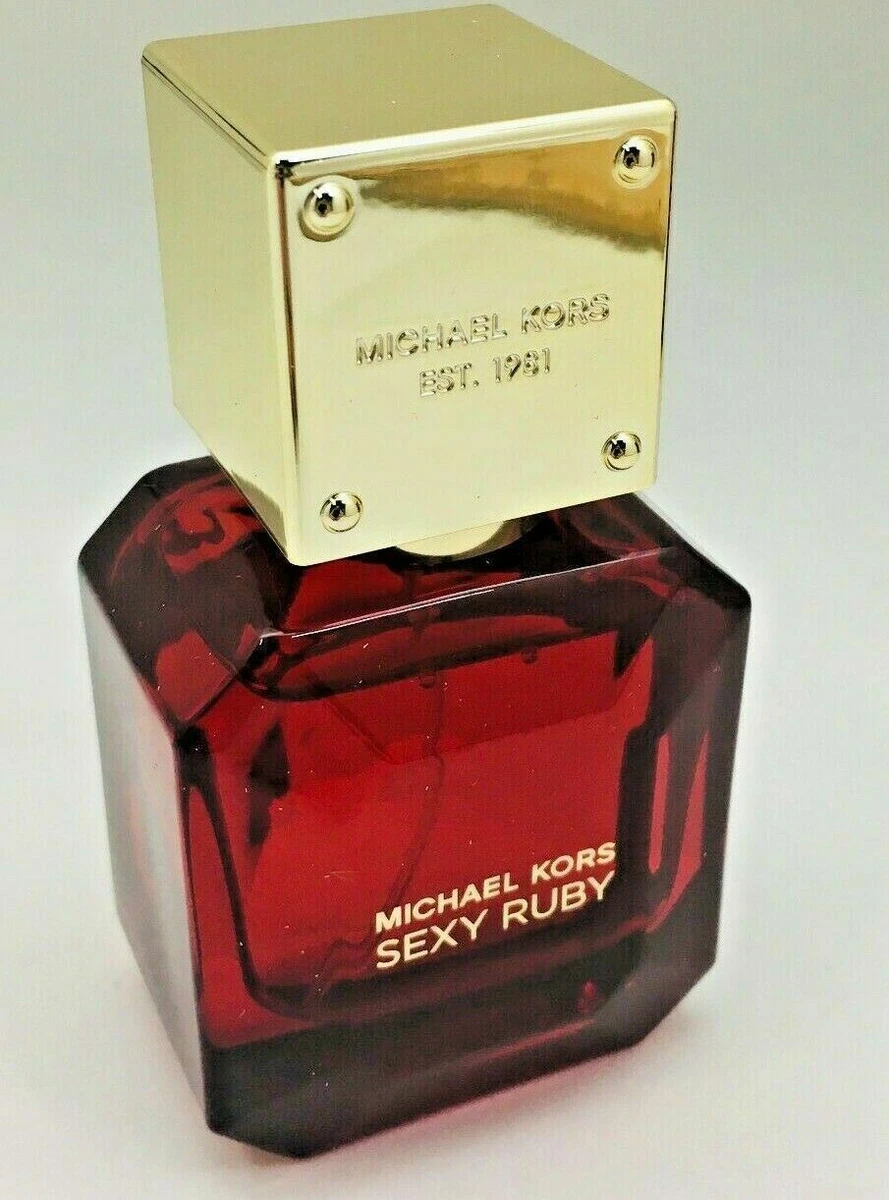 MICHAEL KORS
EST. 1981
MICHAEL KORS
SEXY RUBY